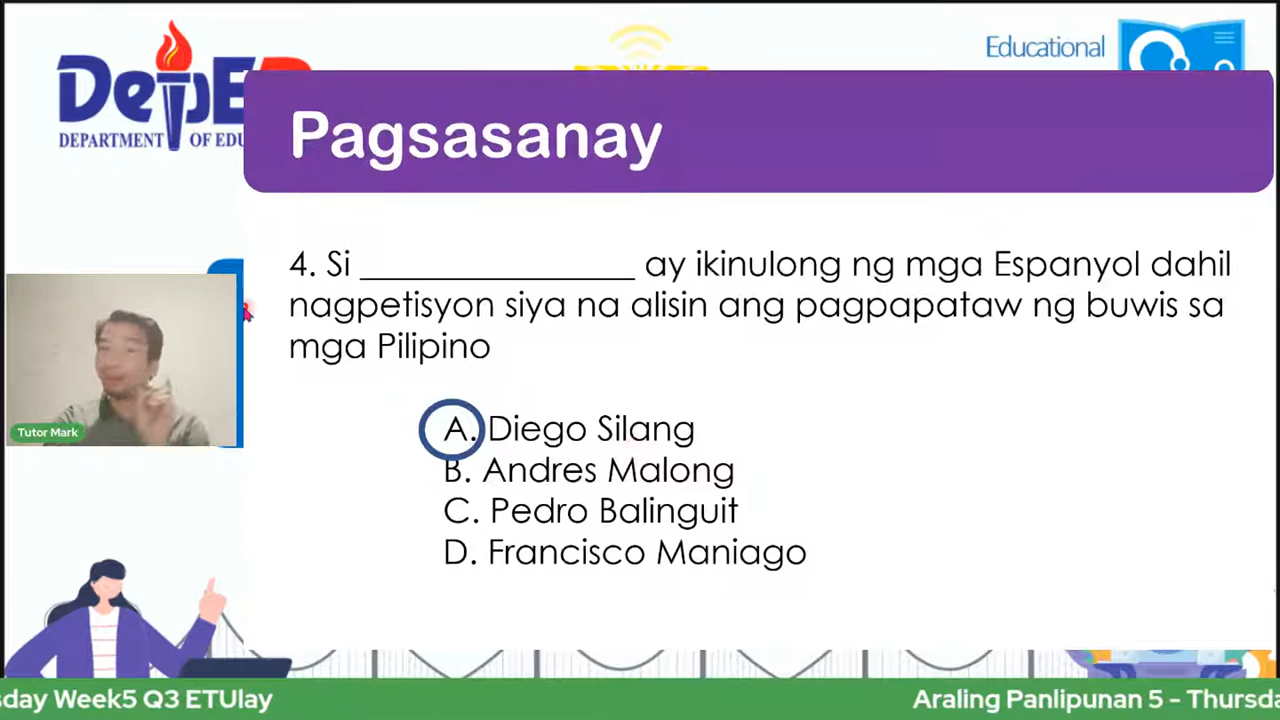 DepED
DEPARTMENT OF EDU
Educational
Pagsasanay
4. Si _______________ ay ikinulong ng mga Espanyol dahil
nagpetisyon siya na alisin ang pagpapataw ng buwis sa
mga Pilipino
A. Diego Silang
B. Andres Malong
C. Pedro Balinguit
D. Francisco Maniago
Tutor Mark
sday Week5 Q3 ETUlay
Araling Panlipunan 5 - Thursda